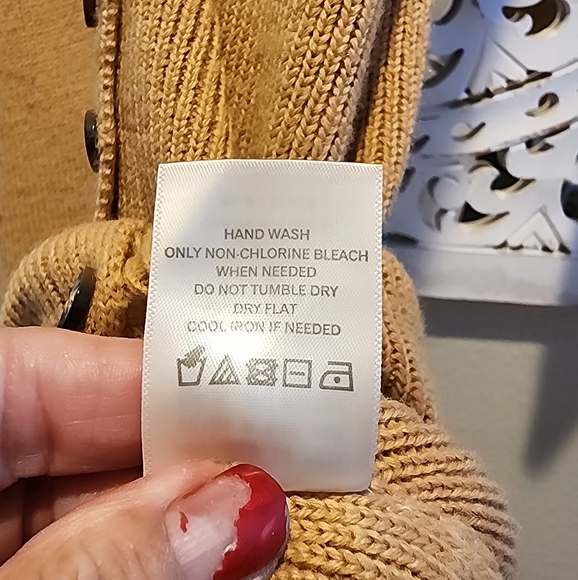 HAND WASH
ONLY NON-CHLORINE BLEACH
WHEN NEEDED
DO NOT TUMBLE DRY
DRY FLAT
COOL IRON IF NEEDED